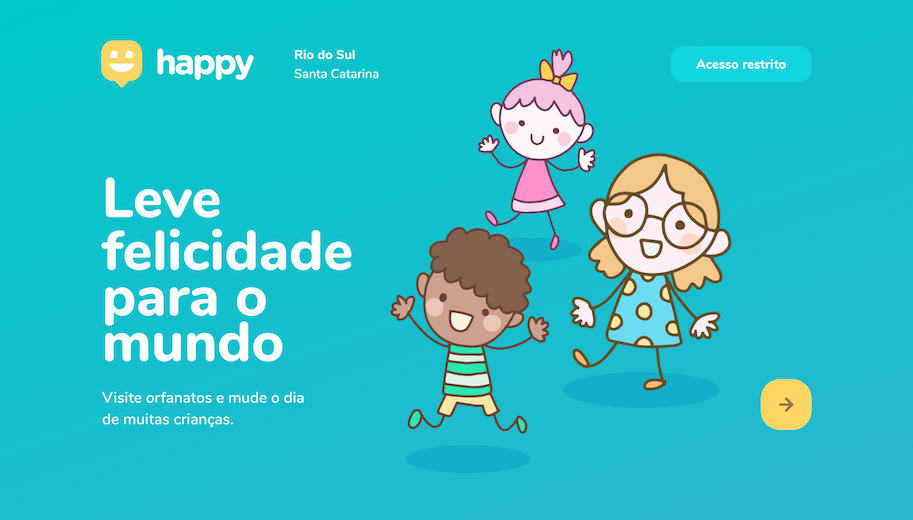 happy
Rio do Sul
Santa Catarina
Acesso restrito
Leve
felicidade
para o
mundo
Visite orfanatos e mude o dia
de muitas crianças.